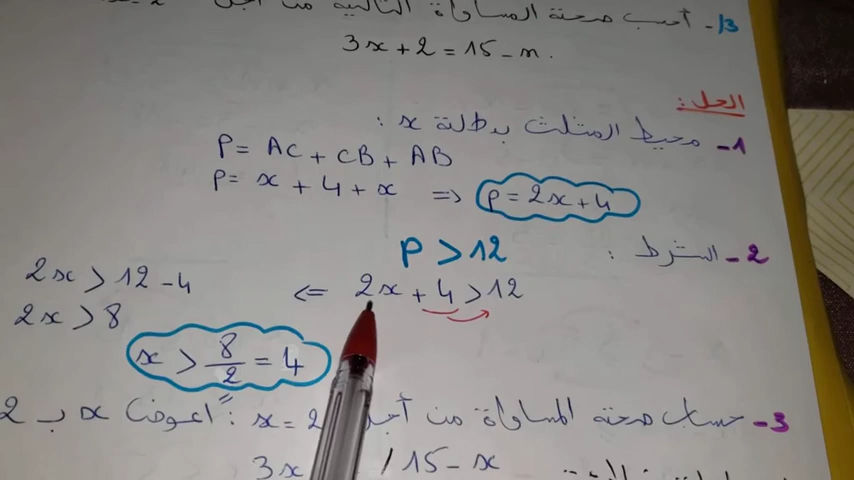 3/- أحسب صحة المساواة التالية من أجل
3x + 2 = 15 - x.
الحل:
1- محيط المثلث بدلالة x :
P = AC + CB + AB
P = x + 4 + x ⇒ P = 2x + 4
2- الشرط :
P > 12
2x + 4 > 12 ⇐ 2x > 12 - 4
2x > 8
x > 8/2 = 4
3- حساب صحة المساواة من أجل x = 2 : " اعوض x ب 2
3x 15 - x